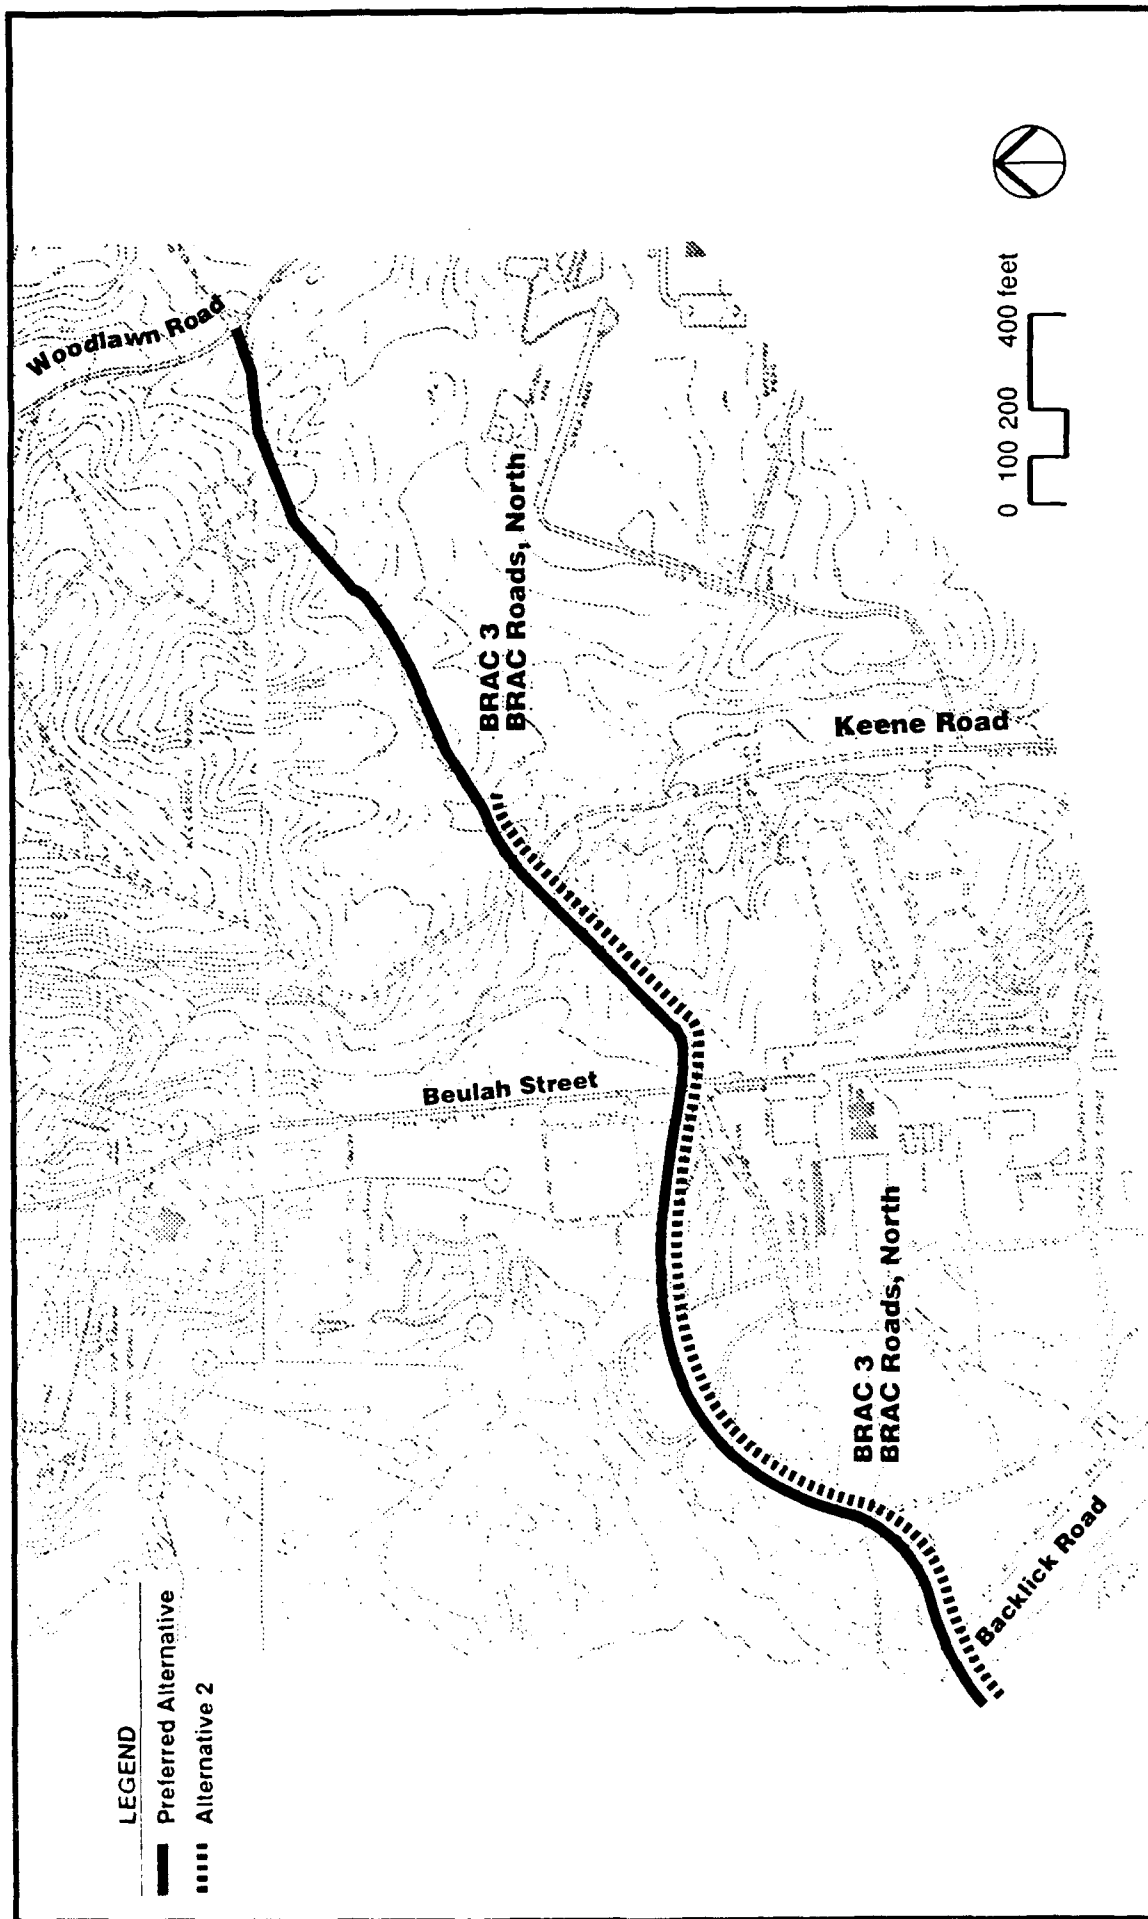 LEGEND
Preferred Alternative
Alternative 2
Woodlawn Road
BRAC 3
BRAC Roads, North
Beulah Street
Keene Road
BRAC 3
BRAC Roads, North
Backlick Road
0 100 200 400 feet